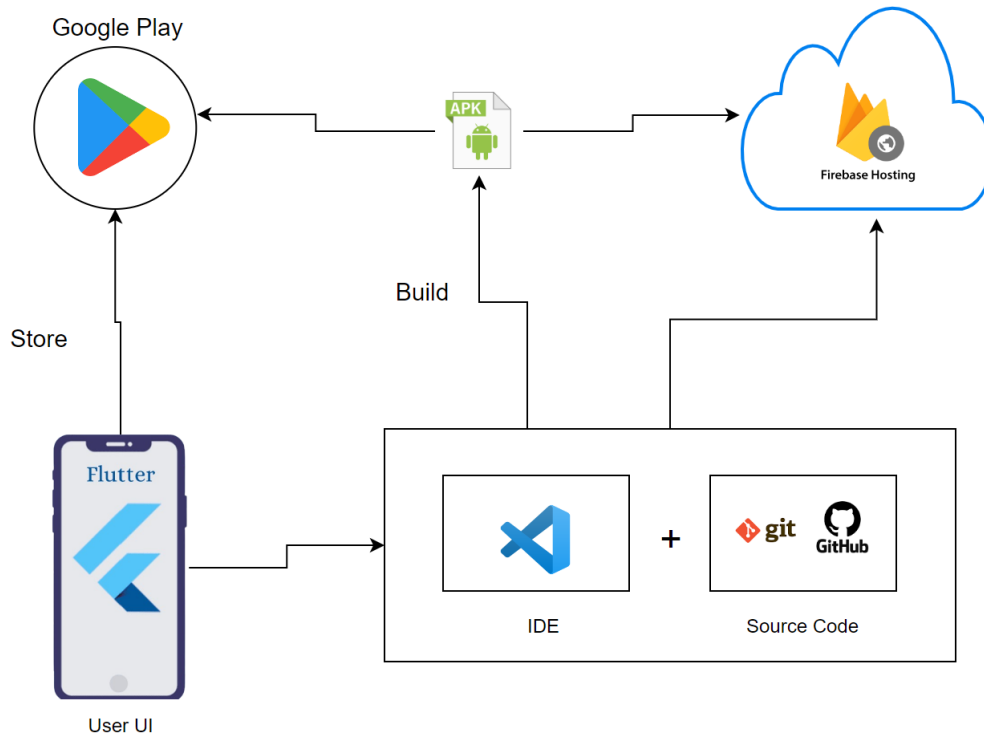 Google Play
APK
Firebase Hosting
Build
Store
Flutter
git
GitHub
+
IDE
Source Code
User UI